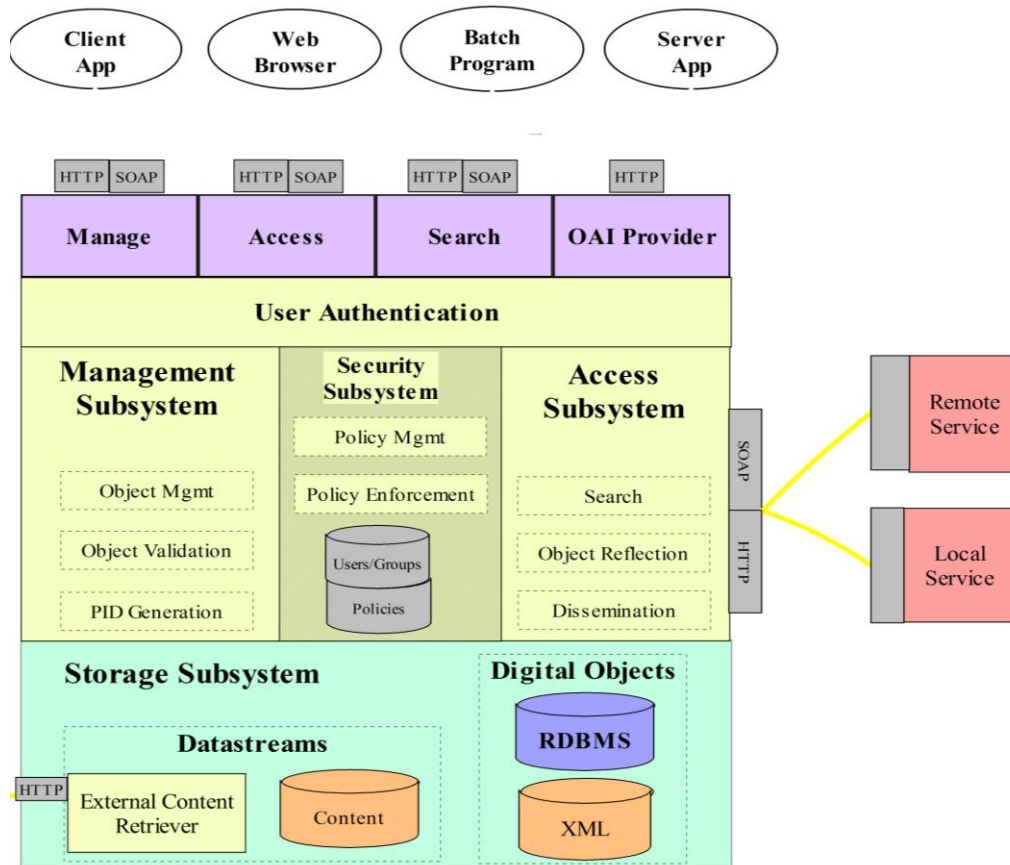 Client
App
Web
Browser
Batch
Program
Server
App
HTTP SOAP
HTTP SOAP
HTTP SOAP
HTTP
Manage
Access
Search
OAI Provider
User Authentication
Management
Subsystem
Object Mgmt
Object Validation
PID Generation
Security
Subsystem
Policy Mgmt
Policy Enforcement
Users/Groups
Policies
Access
Subsystem
Search
Object Reflection
Dissemination
SOAP
HTTP
Remote
Service
Local
Service
Storage Subsystem
Datastreams
HTTP
External Content
Retriever
Content
Digital Objects
RDBMS
XML